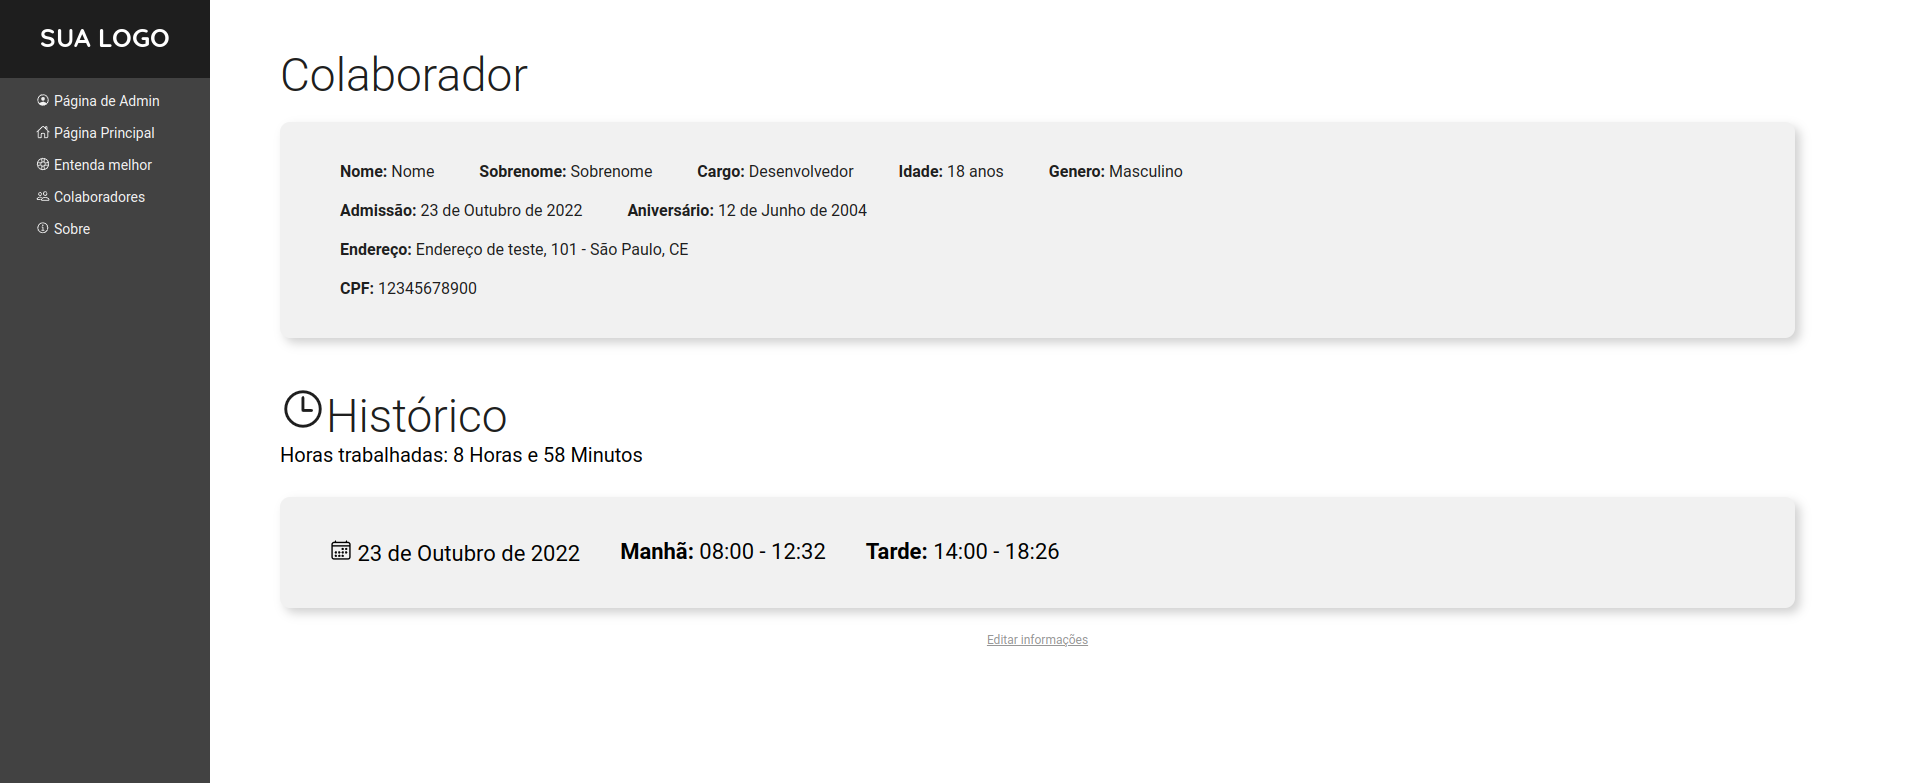 SUA LOGO
Página de Admin
Página Principal
Entenda melhor
Colaboradores
Sobre
Colaborador
Nome: Nome Sobrenome: Sobrenome Cargo: Desenvolvedor Idade: 18 anos Genero: Masculino
Admissão: 23 de Outubro de 2022 Aniversário: 12 de Junho de 2004
Endereço: Endereço de teste, 101 - São Paulo, CE
CPF: 12345678900
Histórico
Horas trabalhadas: 8 Horas e 58 Minutos
23 de Outubro de 2022 Manhã: 08:00 - 12:32 Tarde: 14:00 - 18:26
Editar informações